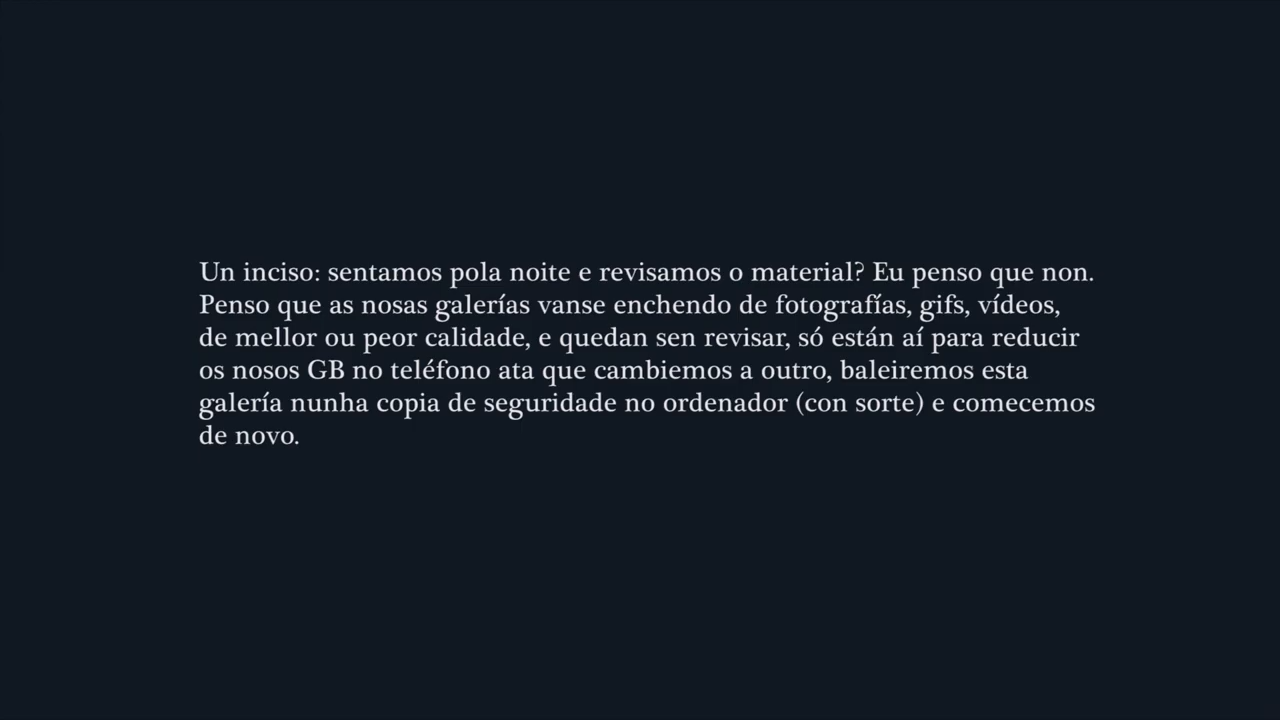 Un inciso: sentamos pola noite e revisamos o material? Eu penso que non.
Penso que as nosas galerías vanse enchendo de fotografías, gifs, vídeos,
de mellor ou peor calidade, e quedan sen revisar, só están aí para reducir
os nosos GB no teléfono ata que cambiemos a outro, baleiremos esta
galería nunha copia de seguridade no ordenador (con sorte) e comecemos
de novo.